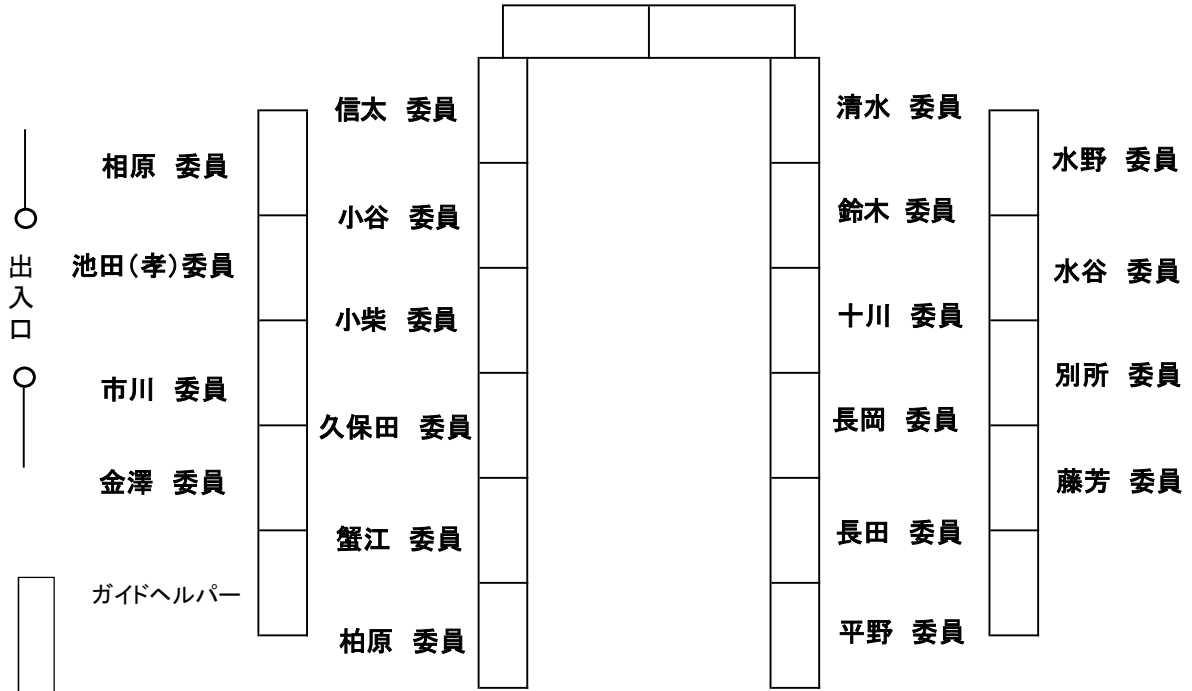 信太　委員
清水　委員
相原　委員
水野　委員
小谷　委員
鈴木　委員
池田（孝）委員
水谷　委員
出入口
小柴　委員
十川　委員
市川　委員
別所　委員
久保田　委員
長岡　委員
金澤　委員
藤芳　委員
蟹江　委員
長田　委員
ガイドヘルパー
柏原　委員
平野　委員